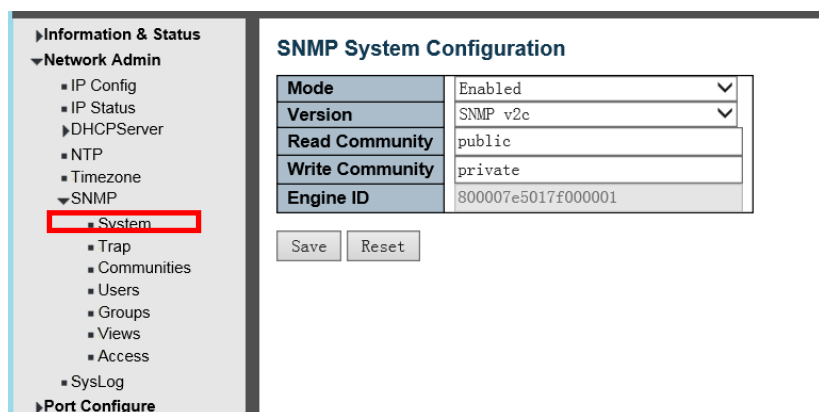 Information & Status
Network Admin
IP Config
IP Status
DHCPServer
NTP
Timezone
SNMP
System
Trap
Communities
Users
Groups
Views
Access
SysLog
Port Configure
SNMP System Configuration
Mode Enabled
Version SNMP v2c
Read Community public
Write Community private
Engine ID 800007e5017f000001
Save Reset